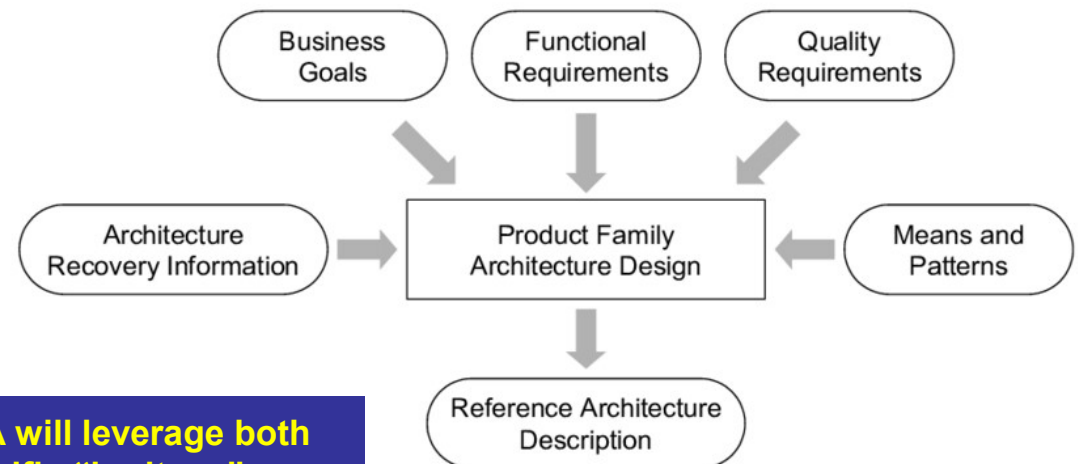 Business
Goals
Functional
Requirements
Quality
Requirements
Architecture
Recovery Information
Product Family
Architecture Design
Means and
Patterns
Reference Architecture
Description
will leverage both